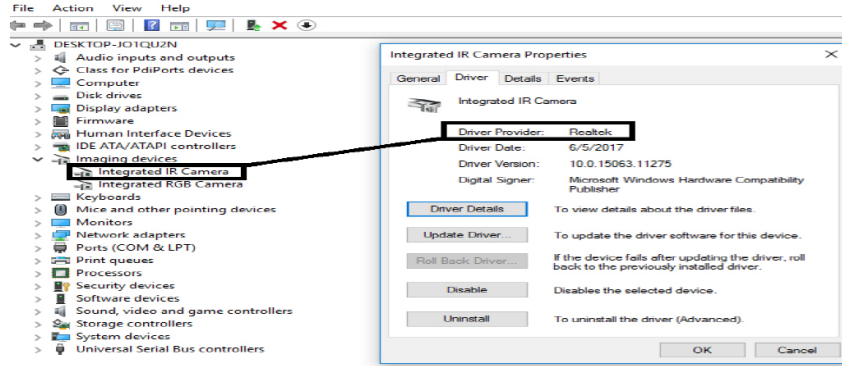 File Action View Help
DESKTOP-JO1QU2N
Audio inputs and outputs
Class for PdiPorts devices
Computer
Disk drives
Display adapters
Firmware
Human Interface Devices
IDE ATA/ATAPI controllers
Imaging devices
Integrated IR Camera
Integrated RGB Camera
Keyboards
Mice and other pointing devices
Monitors
Network adapters
Ports (COM & LPT)
Print queues
Processors
Security devices
Software devices
Sound, video and game controllers
Storage controllers
System devices
Universal Serial Bus controllers
Integrated IR Camera Properties
General Driver Details Events
Integrated IR Camera
Driver Provider: Realtek
Driver Date: 6/5/2017
Driver Version: 10.0.15063.11275
Digital Signer: Microsoft Windows Hardware Compatibility
Publisher
Driver Details To view details about the driver files.
Update Driver... To update the driver software for this device.
Roll Back Driver... If the device fails after updating the driver, roll
back to the previously installed driver.
Disable Disables the selected device.
Uninstall To uninstall the driver (Advanced).
OK Cancel